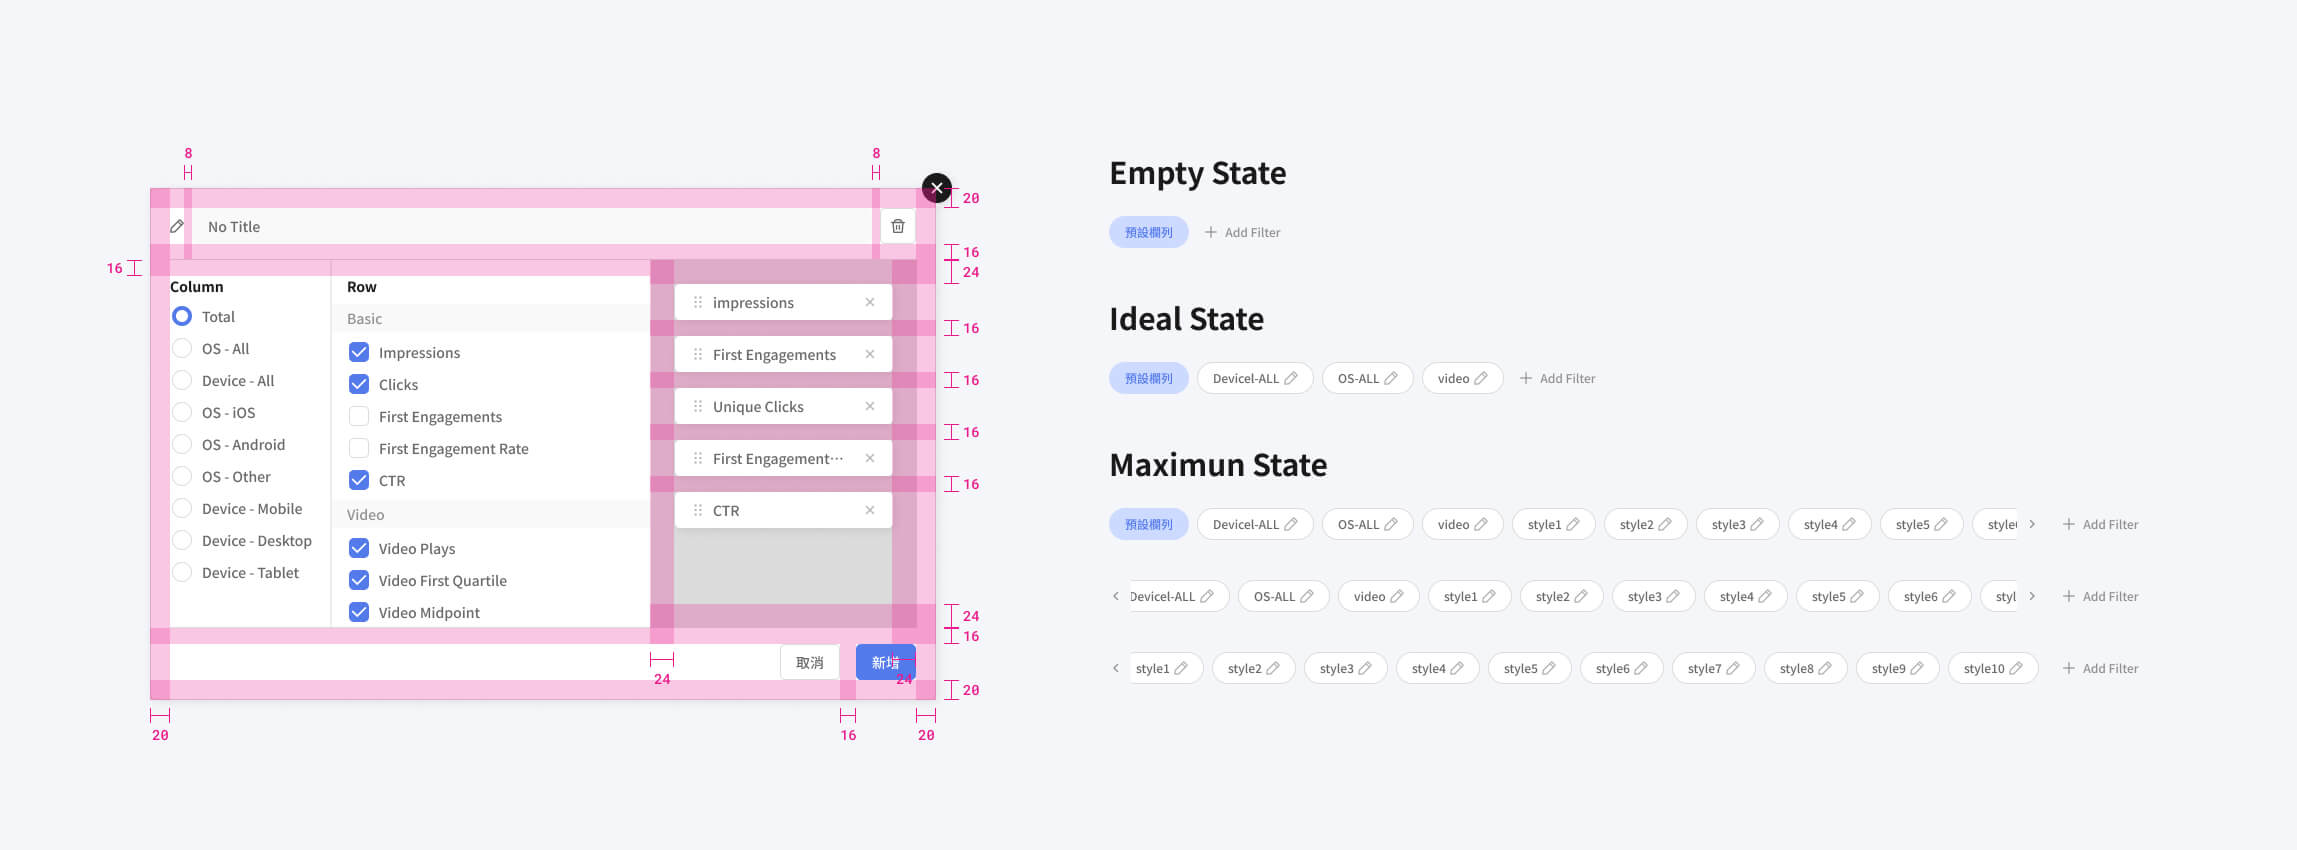 8
8
20
No Title
16
16
24
Column
Row
Total
Basic
impressions
16
OS - All
Impressions
First Engagements
Device - All
Clicks
16
OS - iOS
First Engagements
Unique Clicks
16
OS - Android
First Engagement Rate
First Engagement⋯
OS - Other
CTR
16
Device - Mobile
Video
CTR
Device - Desktop
Video Plays
Device - Tablet
Video First Quartile
Video Midpoint
24
16
取消
新增
24
24
20
20
16
20
Empty State
預設欄列
Add Filter
Ideal State
預設欄列 Devicel-ALL OS-ALL video Add Filter
Maximun State
預設欄列 Devicel-ALL OS-ALL video style1 style2 style3 style4 style5 style Add Filter
Devicel-ALL OS-ALL video style1 style2 style3 style4 style5 style6 styl Add Filter
style1 style2 style3 style4 style5 style6 style7 style8 style9 style10 Add Filter